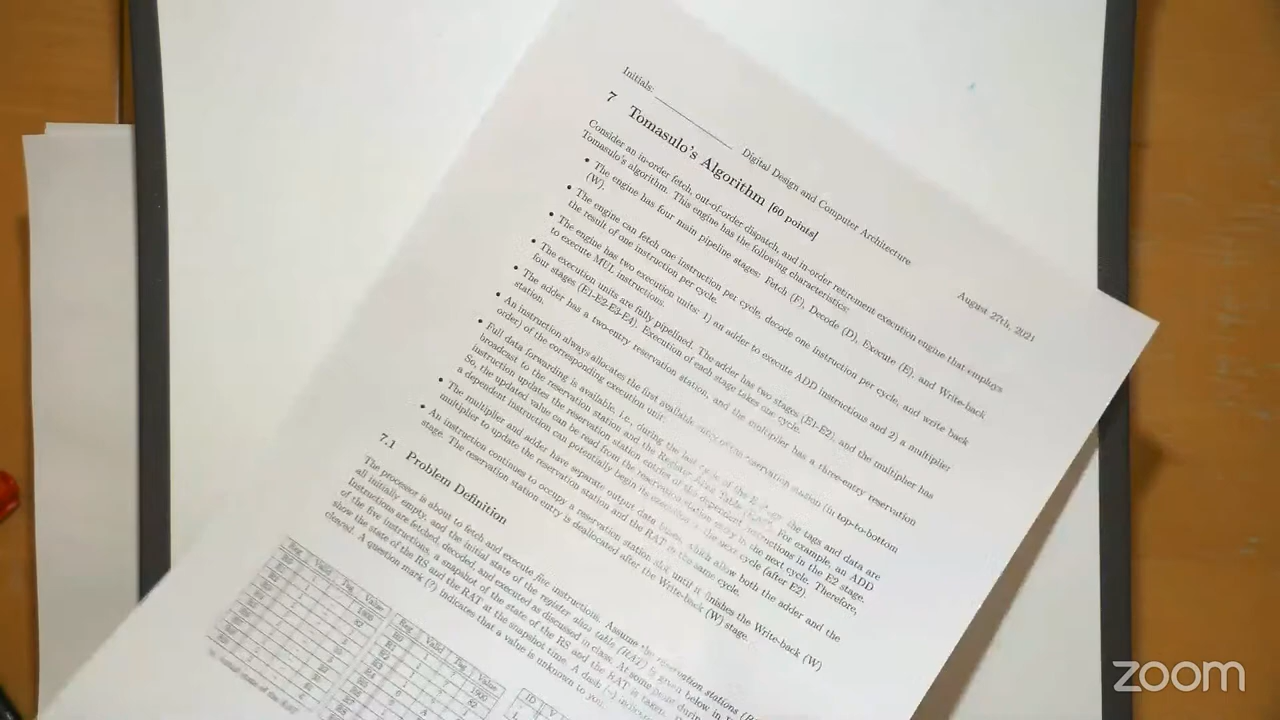 Initials:
Digital Design and Computer Architecture
August 27th, 2021
7 Tomasulo's Algorithm [60 points]
Consider an in-order fetch, out-of-order dispatch, and in-order retirement execution engine that employs
Tomasulo's algorithm. This engine has the following characteristics:
• The engine has four main pipeline stages: Fetch (F), Decode (D), Execute (E), and Write-back
(W).
• The engine can fetch one instruction per cycle, decode one instruction per cycle, and write back
the result of one instruction per cycle.
• The engine has two execution units: 1) an adder to execute ADD instructions and 2) a multiplier
to execute MUL instructions.
• The execution units are fully pipelined. The adder has two stages (E1-E2), and the multiplier has
four stages (E1-E2-E3-E4). Execution of each stage takes one cycle.
• The adder has a two-entry reservation station, and the multiplier has a three-entry reservation
station.
• An instruction always allocates the first available entry of the reservation station (in top-to-bottom
order) of the corresponding execution unit.
• Full data forwarding is available, i.e., during the last cycle of the E stage, the tags and data are
broadcast to the reservation station and the Register Alias Table (RAT). For example, an ADD
instruction updates the reservation station entries of the dependent instructions in the E2 stage.
So, the updated value can be read from the reservation station entry in the next cycle. Therefore,
a dependent instruction can potentially begin its execution in the next cycle (after E2).
• The multiplier and adder have separate output data buses, which allow both the adder and the
multiplier to update the reservation station and the RAT in the same cycle.
• An instruction continues to occupy a reservation station slot until it finishes the Write-back (W)
stage. The reservation station entry is deallocated after the Write-back (W) stage.
7.1 Problem Definition
The processor is about to fetch and execute five instructions. Assume the reservation stations
all initially empty, and the initial state of the register alias table (RAT) is given below in
Instructions are fetched, decoded, and executed as discussed in class. At some point during
of the five instructions, a snapshot of the state of the RS and the RAT is taken.
show the state of the RS and the RAT at the snapshot time. A dash (–)
cleared. A question mark (?) indicates that a value is unknown to you.
Reg Valid Tag Value
Reg Valid Tag Value
ID V
zoom